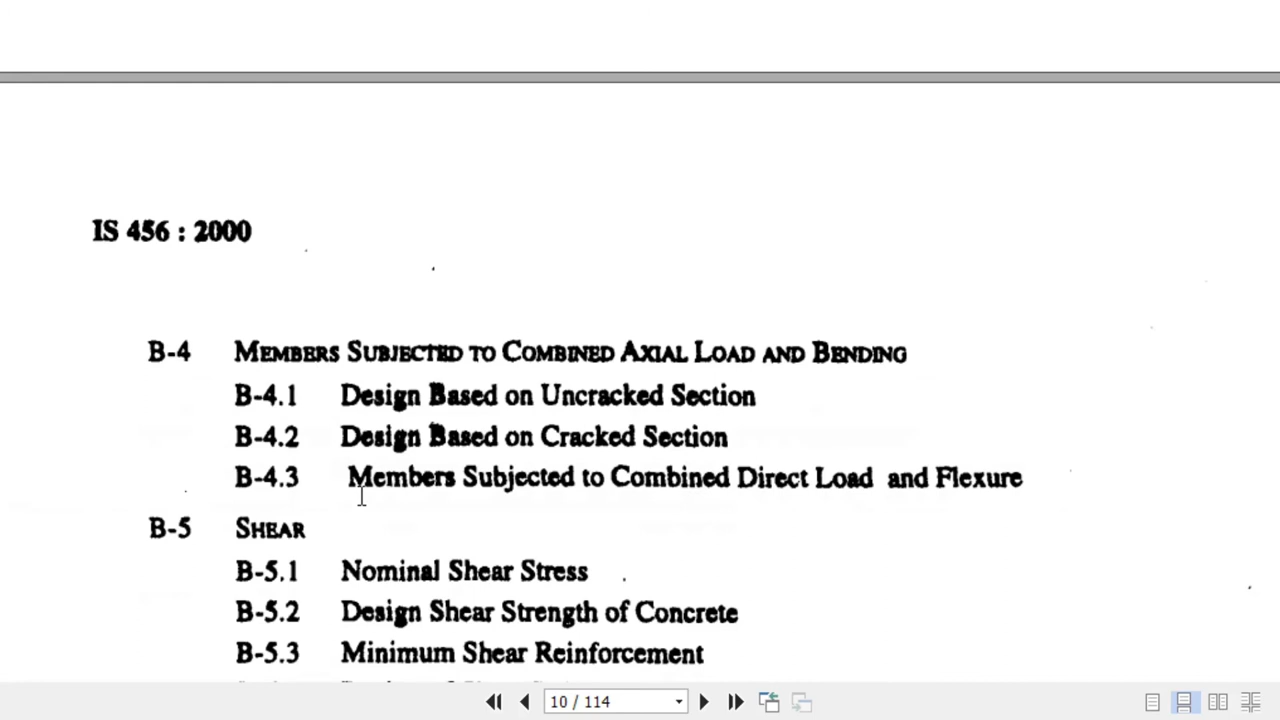 IS 456 : 2000
B-4 MEMBERS SUBJECTED TO COMBINED AXIAL LOAD AND BENDING
B-4.1 Design Based on Uncracked Section
B-4.2 Design Based on Cracked Section
B-4.3 Members Subjected to Combined Direct Load and Flexure
B-5 SHEAR
B-5.1 Nominal Shear Stress
B-5.2 Design Shear Strength of Concrete
B-5.3 Minimum Shear Reinforcement
10 / 114